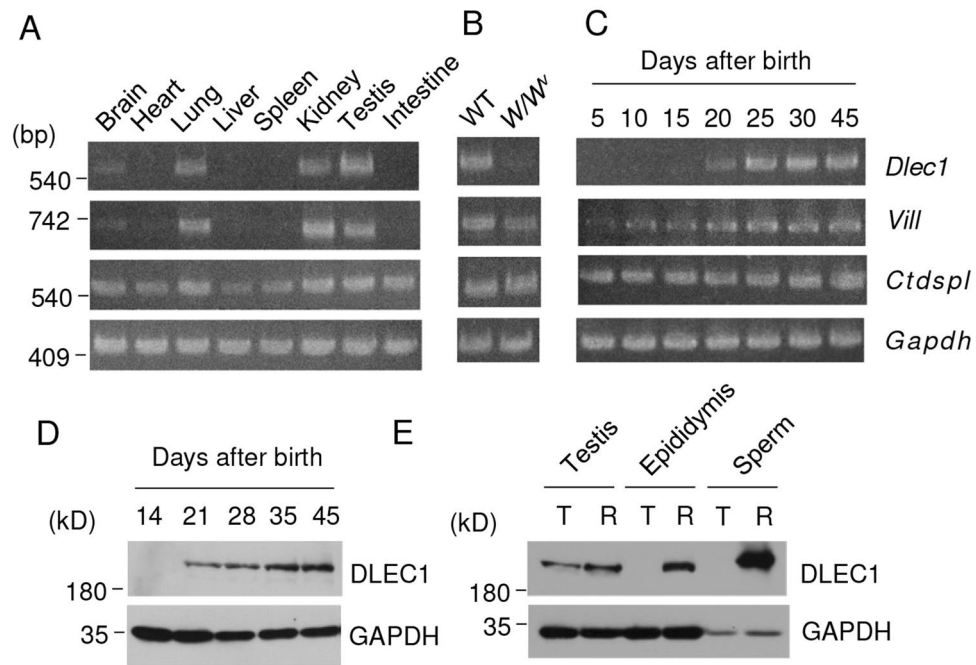 A
Brain Heart Lung Liver Spleen Kidney Testis Intestine
(bp)
540
742
540
409
B
WT W/Wᵛ
C
Days after birth
5 10 15 20 25 30 45
Dlec1
Vill
Ctdspl
Gapdh
D
Days after birth
(kD) 14 21 28 35 45
180
35
DLEC1
GAPDH
E
Testis Epididymis Sperm
(kD) T R T R T R
180
35
DLEC1
GAPDH